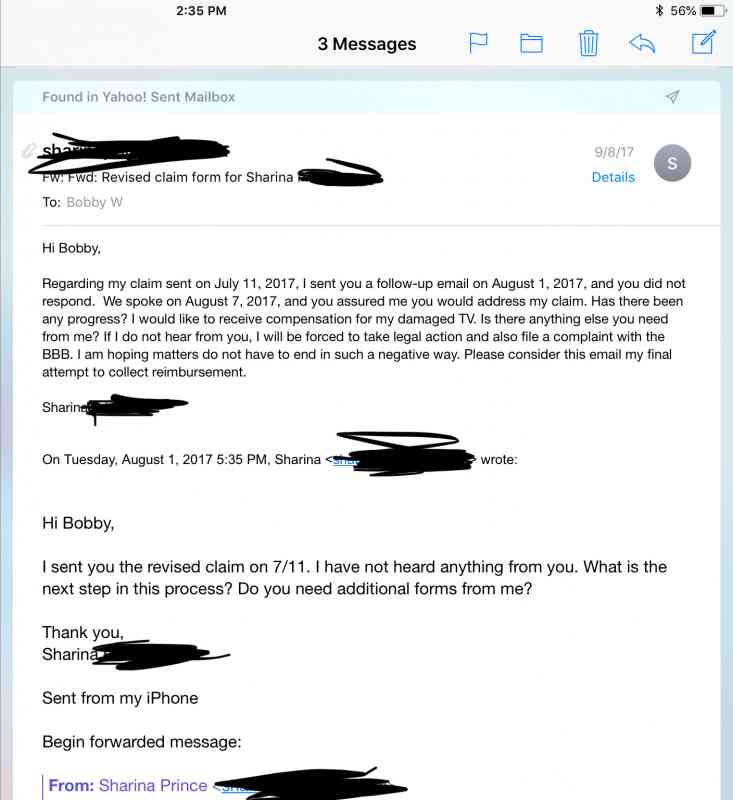 2:35 PM
56%
3 Messages
Found in Yahoo! Sent Mailbox
9/8/17
S
Fw: Fwd: Revised claim form for Sharina
Details
To: Bobby W
Hi Bobby,
Regarding my claim sent on July 11, 2017, I sent you a follow-up email on August 1, 2017, and you did not
respond. We spoke on August 7, 2017, and you assured me you would address my claim. Has there been
any progress? I would like to receive compensation for my damaged TV. Is there anything else you need
from me? If I do not hear from you, I will be forced to take legal action and also file a complaint with the
BBB. I am hoping matters do not have to end in such a negative way. Please consider this email my final
attempt to collect reimbursement.
Sharina
On Tuesday, August 1, 2017 5:35 PM, Sharina < > wrote:
Hi Bobby,
I sent you the revised claim on 7/11. I have not heard anything from you. What is the
next step in this process? Do you need additional forms from me?
Thank you,
Sharina
Sent from my iPhone
Begin forwarded message:
From: Sharina Prince <